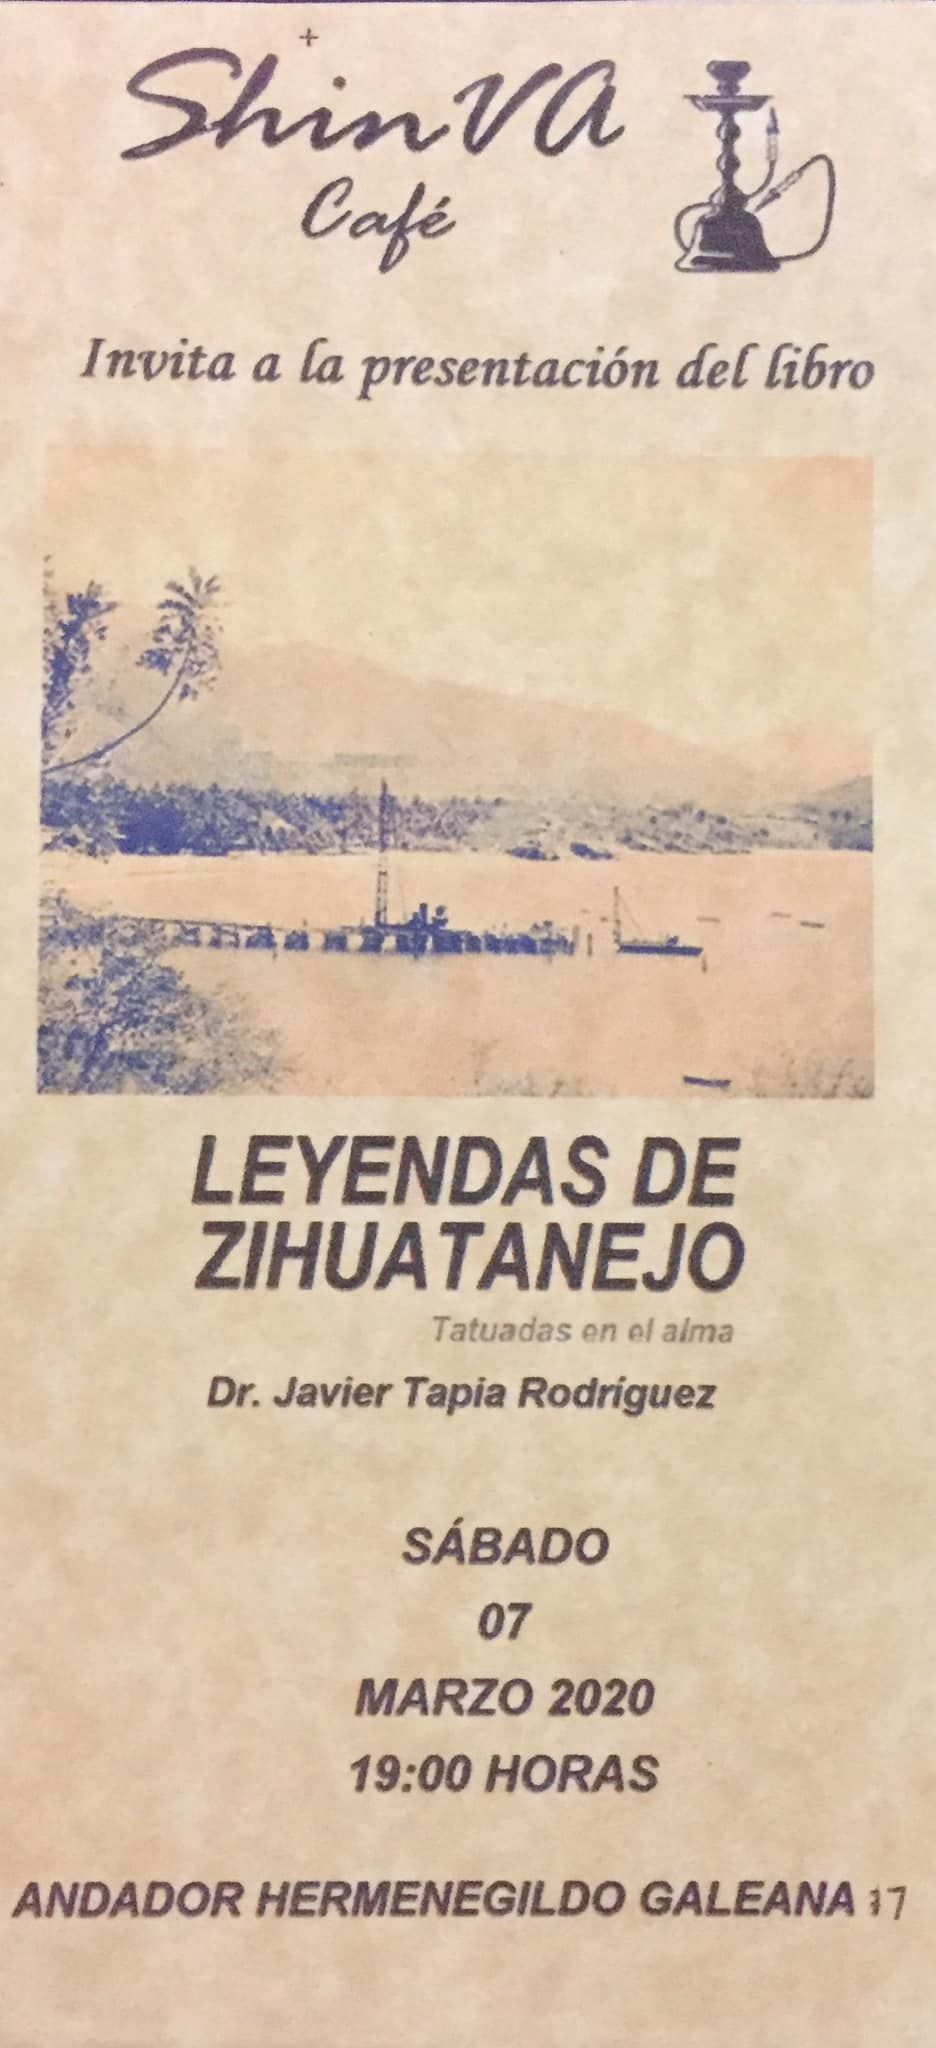 ShinVA
Café
Invita a la presentación del libro
LEYENDAS DE
ZIHUATANEJO
Tatuadas en el alma
Dr. Javier Tapia Rodríguez
SÁBADO
07
MARZO 2020
19:00 HORAS
ANDADOR HERMENEGILDO GALEANA